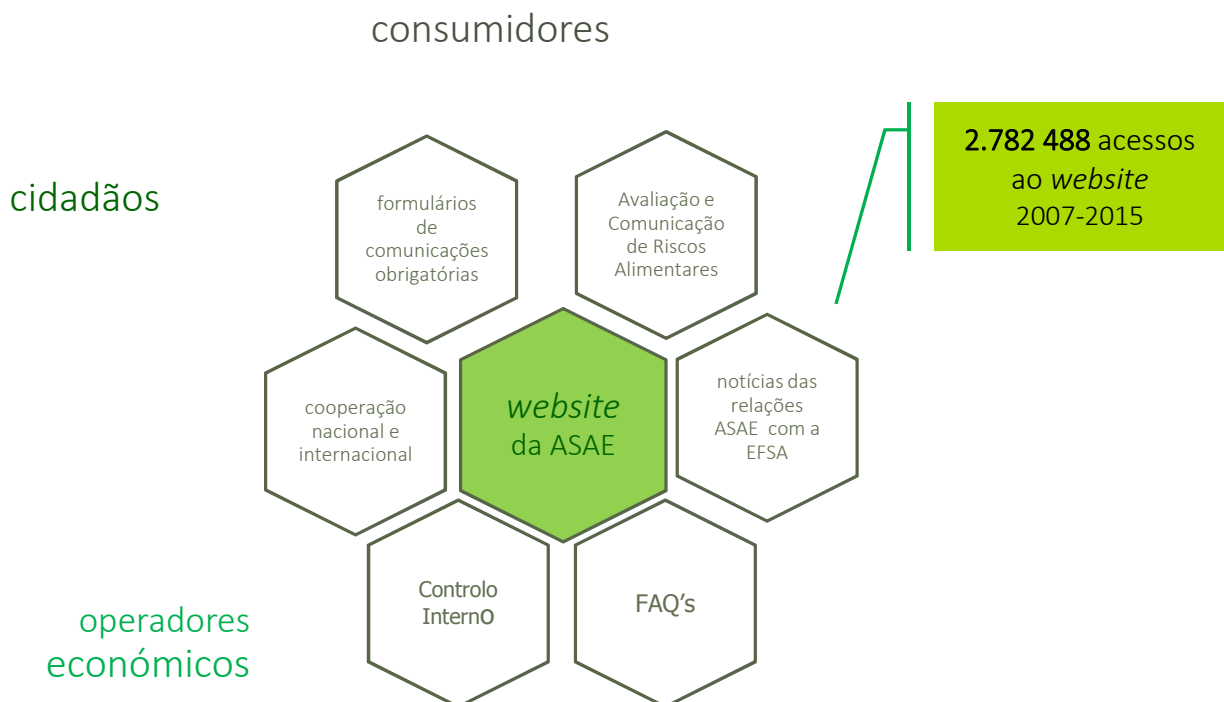 consumidores
2.782 488 acessos
ao website
2007-2015
cidadãos
formulários
de
comunicações
obrigatórias
Avaliação e
Comunicação
de Riscos
Alimentares
cooperação
nacional e
internacional
website
da ASAE
notícias das
relações
ASAE com a
EFSA
Controlo
InternO
FAQ's
operadores
económicos